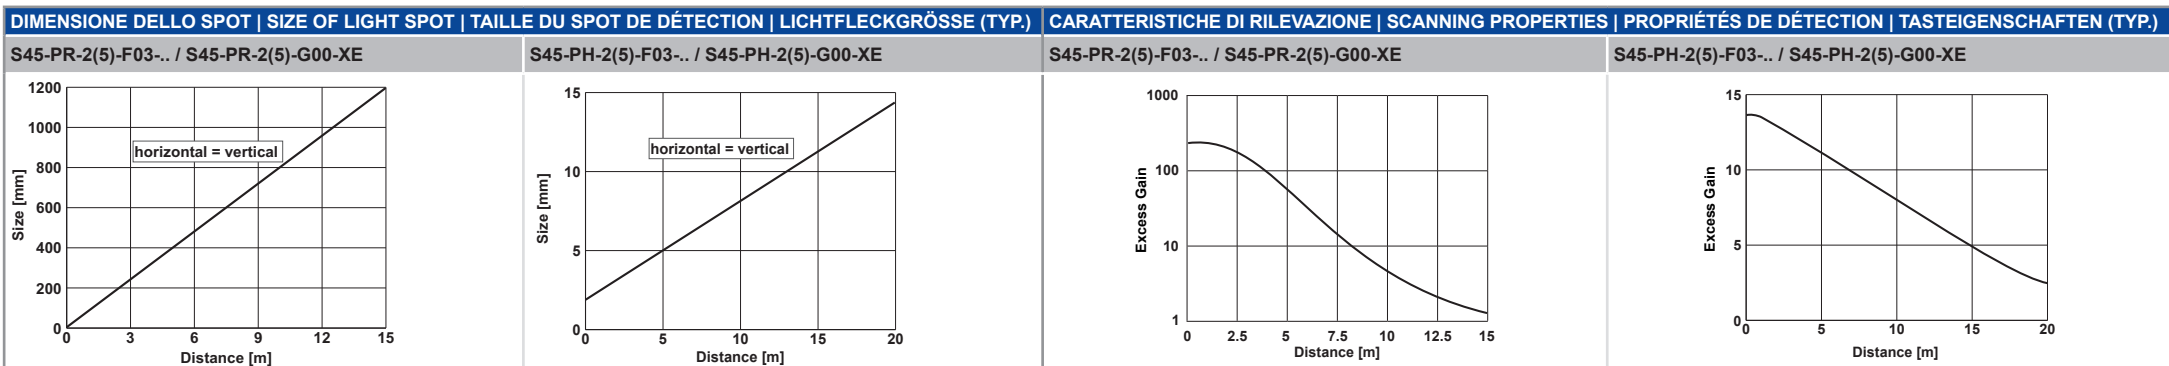 DIMENSIONE DELLO SPOT | SIZE OF LIGHT SPOT | TAILLE DU SPOT DE DÉTECTION | LICHTFLECKGRÖSSE (TYP.)
CARATTERISTICHE DI RILEVAZIONE | SCANNING PROPERTIES | PROPRIÉTÉS DE DÉTECTION | TASTEIGENSCHAFTEN (TYP.)
S45-PR-2(5)-F03-.. / S45-PR-2(5)-G00-XE
S45-PH-2(5)-F03-.. / S45-PH-2(5)-G00-XE
S45-PR-2(5)-F03-.. / S45-PR-2(5)-G00-XE
S45-PH-2(5)-F03-.. / S45-PH-2(5)-G00-XE
Size [mm]
1200
1000
800
600
400
200
0
horizontal = vertical
0 3 6 9 12 15
Distance [m]
Size [mm]
15
10
5
0
horizontal = vertical
0 5 10 15 20
Distance [m]
Excess Gain
1000
100
10
1
0 2.5 5 7.5 10 12.5 15
Distance [m]
Excess Gain
15
10
5
0
0 5 10 15 20
Distance [m]